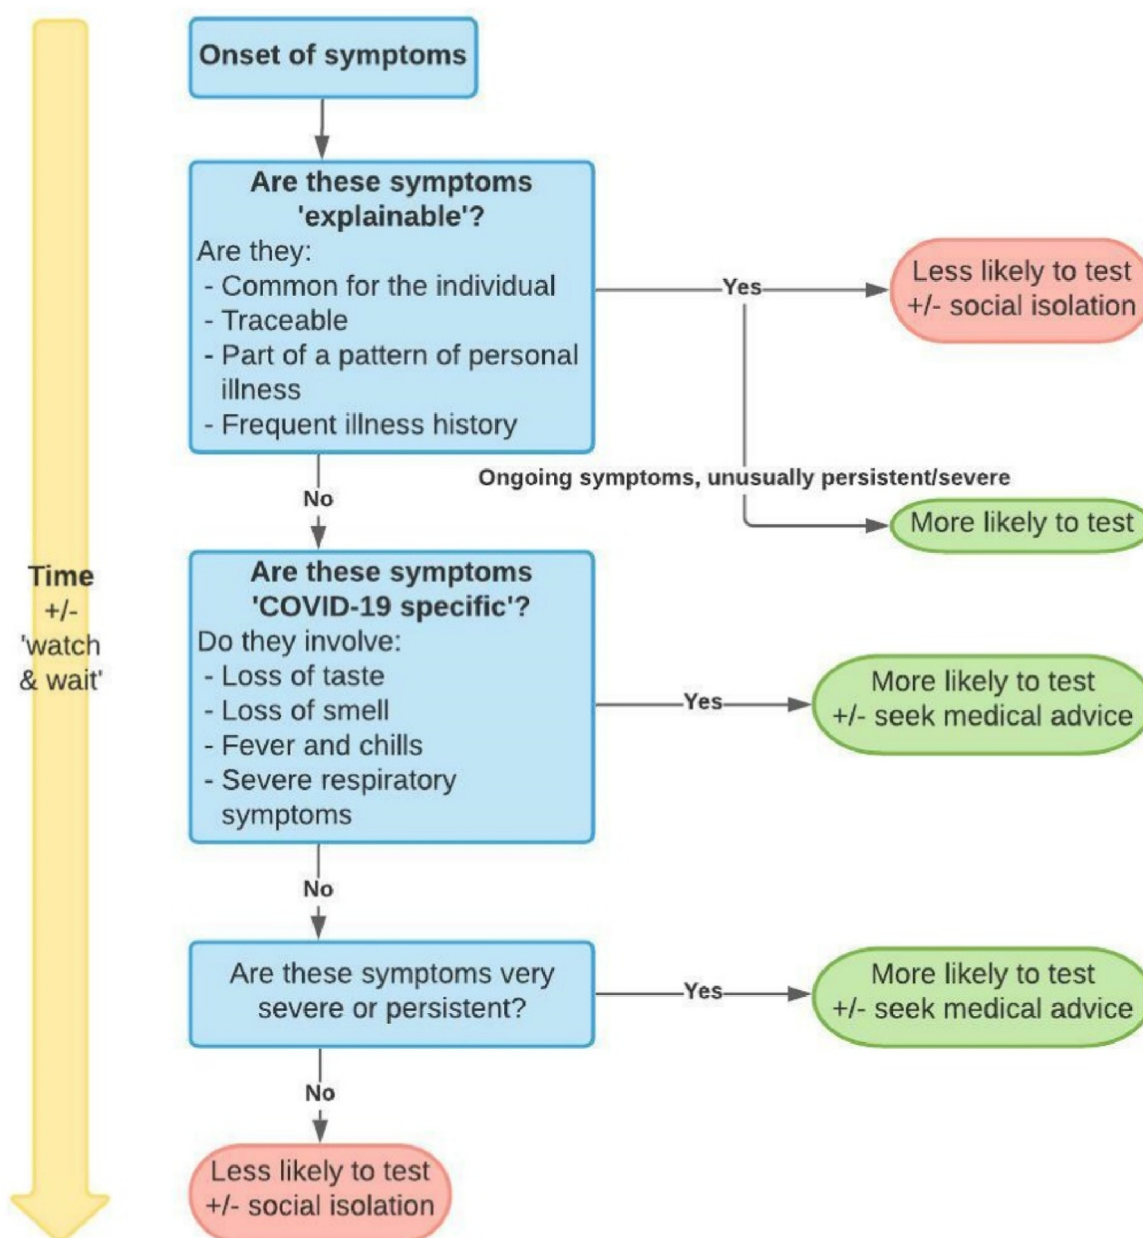 Onset of symptoms
Are these symptoms
'explainable'?
Are they:
- Common for the individual
- Traceable
- Part of a pattern of personal
illness
- Frequent illness history
Yes
Less likely to test
+/- social isolation
Ongoing symptoms, unusually persistent/severe
More likely to test
No
Are these symptoms
'COVID-19 specific'?
Do they involve:
- Loss of taste
- Loss of smell
- Fever and chills
- Severe respiratory
symptoms
Yes
More likely to test
+/- seek medical advice
Time
+/-
'watch
& wait'
No
Are these symptoms very
severe or persistent?
Yes
More likely to test
+/- seek medical advice
No
Less likely to test
+/- social isolation